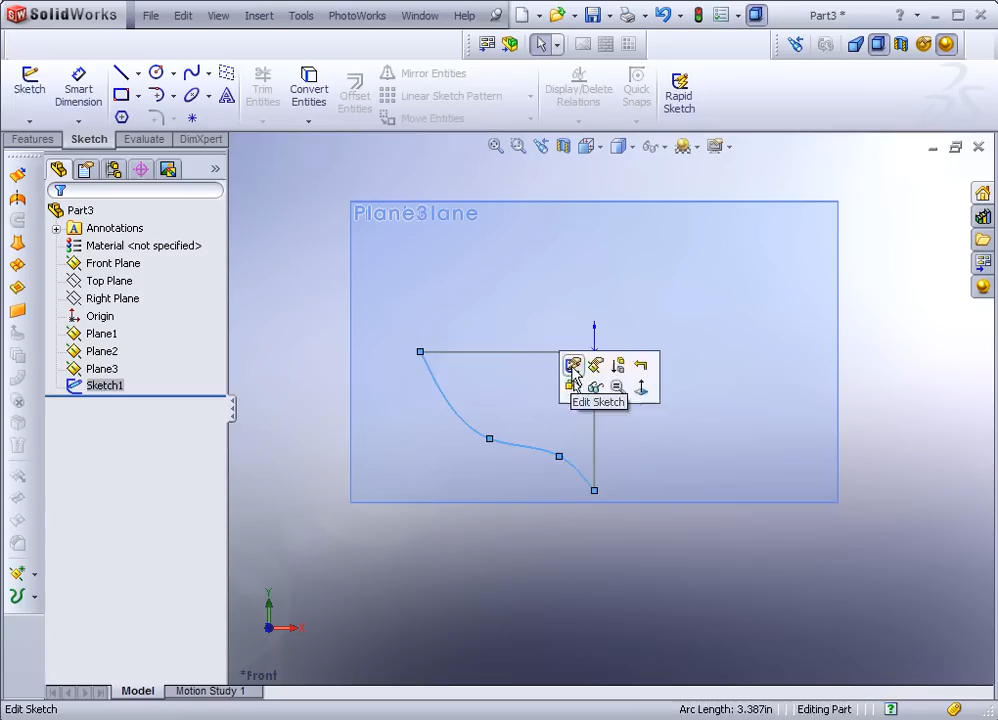 SolidWorks
File Edit View Insert Tools PhotoWorks Window Help
Part3 *
Sketch
Smart Dimension
Trim Entities
Convert Entities
Offset Entities
Mirror Entities
Linear Sketch Pattern
Move Entities
Display/Delete Relations
Quick Snaps
Rapid Sketch
Features Sketch Evaluate DimXpert
Part3
Annotations
Material <not specified>
Front Plane
Top Plane
Right Plane
Origin
Plane1
Plane2
Plane3
Sketch1
Plane3lane
Edit Sketch
Y
X
*Front
Model Motion Study 1
Edit Sketch Arc Length: 3.387in Editing Part